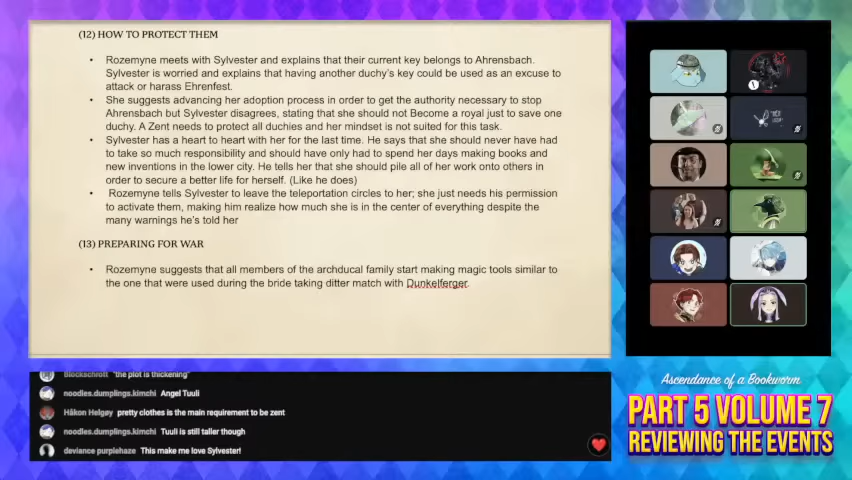 (12) HOW TO PROTECT THEM
• Rozemyne meets with Sylvester and explains that their current key belongs to Ahrensbach.
Sylvester is worried and explains that having another duchy's key could be used as an excuse to
attack or harass Ehrenfest.
• She suggests advancing her adoption process in order to get the authority necessary to stop
Ahrensbach but Sylvester disagrees, stating that she should not Become a royal just to save one
duchy. A Zent needs to protect all duchies and her mindset is not suited for this task.
• Sylvester has a heart to heart with her for the last time. He says that she should never have had
to take so much responsibility and should have only had to spend her days making books and
new inventions in the lower city. He tells her that she should pile all of her work onto others in
order to secure a better life for herself. (Like he does)
• Rozemyne tells Sylvester to leave the teleportation circles to her; she just needs his permission
to activate them, making him realize how much she is in the center of everything despite the
many warnings he's told her
(13) PREPARING FOR WAR
• Rozemyne suggests that all members of the archducal family start making magic tools similar to
the one that were used during the bride taking ditter match with Dunkelferger.
Blockschrott "the plot is thickening"
noodles.dumplings.kimchi Angel Tuuli
Håkon Helgøy pretty clothes is the main requirement to be zent
noodles.dumplings.kimchi Tuuli is still taller though
deviance purplehaze This make me love Sylvester!
Ascendance of a Bookworm
PART 5 VOLUME 7
REVIEWING THE EVENTS